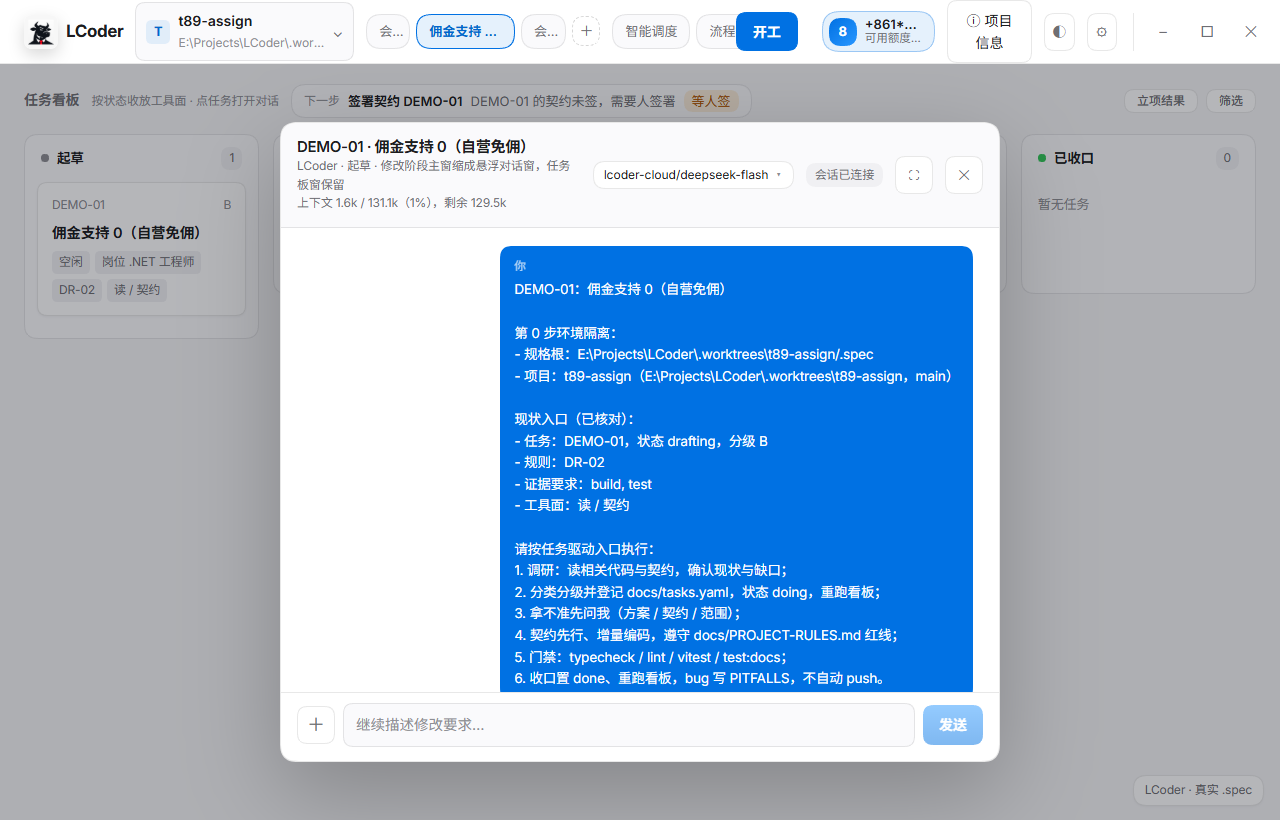 LCoder
T
t89-assign
E:\Projects\LCoder\.wor...
会...
佣金支持 ...
会...
+
智能调度
流程
开工
8
+861*...
可用额度...
项目
信息
任务看板
按状态收放工具面 · 点任务打开对话
下一步 签署契约 DEMO-01 DEMO-01 的契约未签，需要人签署 等人签
立项结果
筛选
起草
1
DEMO-01
B
佣金支持 0（自营免佣）
空闲
岗位 .NET 工程师
DR-02
读 / 契约
已收口
0
暂无任务
DEMO-01 · 佣金支持 0（自营免佣）
LCoder · 起草 · 修改阶段主窗缩成悬浮对话窗，任务
板窗保留
上下文 1.6k / 131.1k（1%），剩余 129.5k
lcoder-cloud/deepseek-flash
会话已连接
你
DEMO-01：佣金支持 0（自营免佣）
第 0 步环境隔离：
- 规格根：E:\Projects\LCoder\.worktrees\t89-assign/.spec
- 项目：t89-assign（E:\Projects\LCoder\.worktrees\t89-assign，main）
现状入口（已核对）：
- 任务：DEMO-01，状态 drafting，分级 B
- 规则：DR-02
- 证据要求：build, test
- 工具面：读 / 契约
请按任务驱动入口执行：
1. 调研：读相关代码与契约，确认现状与缺口；
2. 分类分级并登记 docs/tasks.yaml，状态 doing，重跑看板；
3. 拿不准先问我（方案 / 契约 / 范围）；
4. 契约先行、增量编码，遵守 docs/PROJECT-RULES.md 红线；
5. 门禁：typecheck / lint / vitest / test:docs；
6. 收口置 done、重跑看板，bug 写 PITFALLS，不自动 push。
+
继续描述修改要求...
发送
LCoder · 真实 .spec